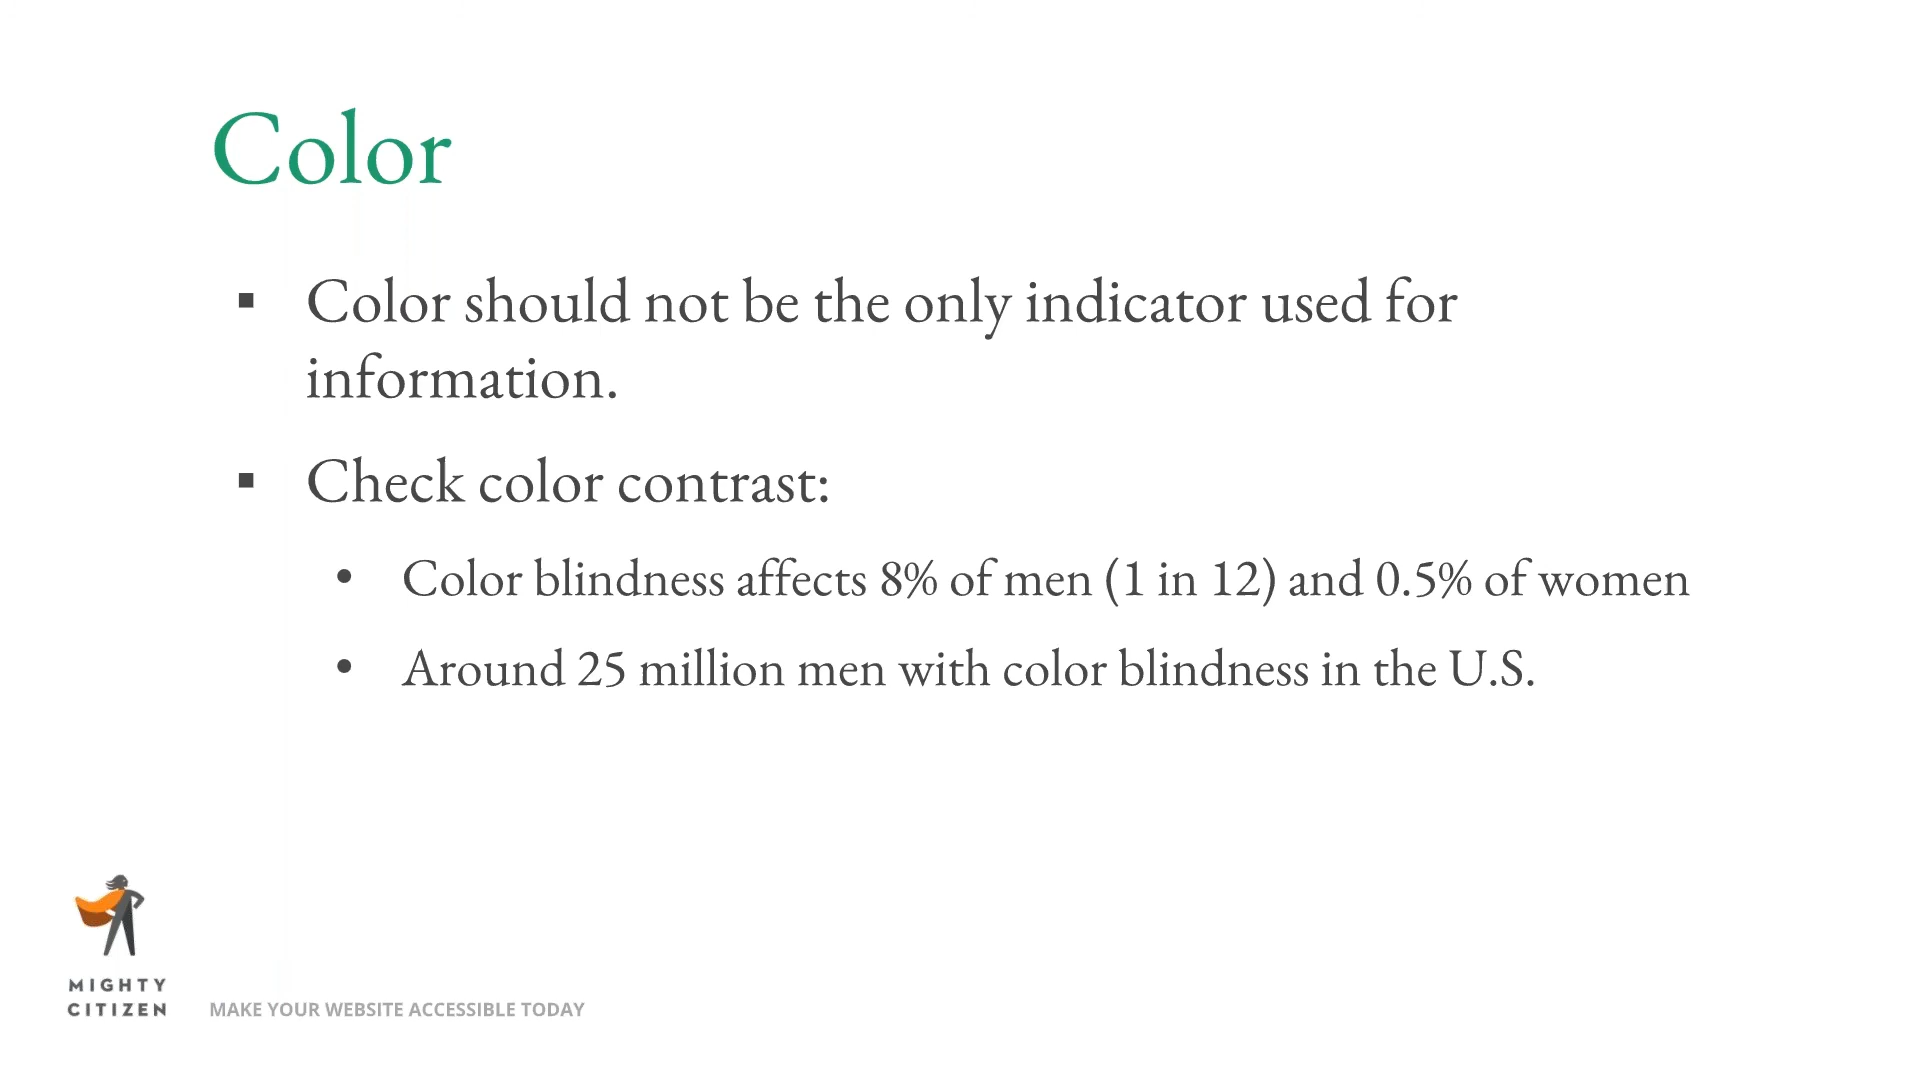 Color
▪ Color should not be the only indicator used for
information.
▪ Check color contrast:
• Color blindness affects 8% of men (1 in 12) and 0.5% of women
• Around 25 million men with color blindness in the U.S.
MIGHTY
CITIZEN
MAKE YOUR WEBSITE ACCESSIBLE TODAY